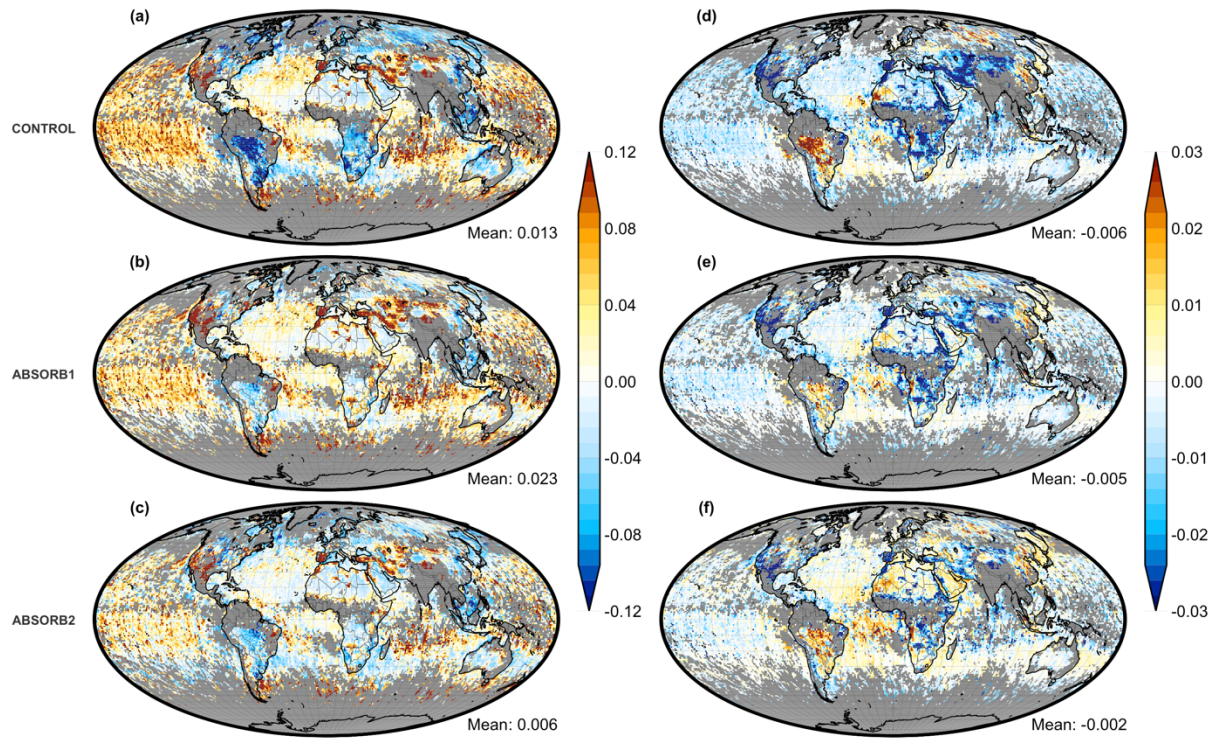 (a)
(d)
CONTROL
0.12
0.03
0.08
0.02
Mean: 0.013
Mean: -0.006
(b)
(e)
0.04
0.01
ABSORB1
0.00
0.00
-0.04
-0.01
Mean: 0.023
Mean: -0.005
-0.08
-0.02
(c)
(f)
-0.12
-0.03
ABSORB2
Mean: 0.006
Mean: -0.002